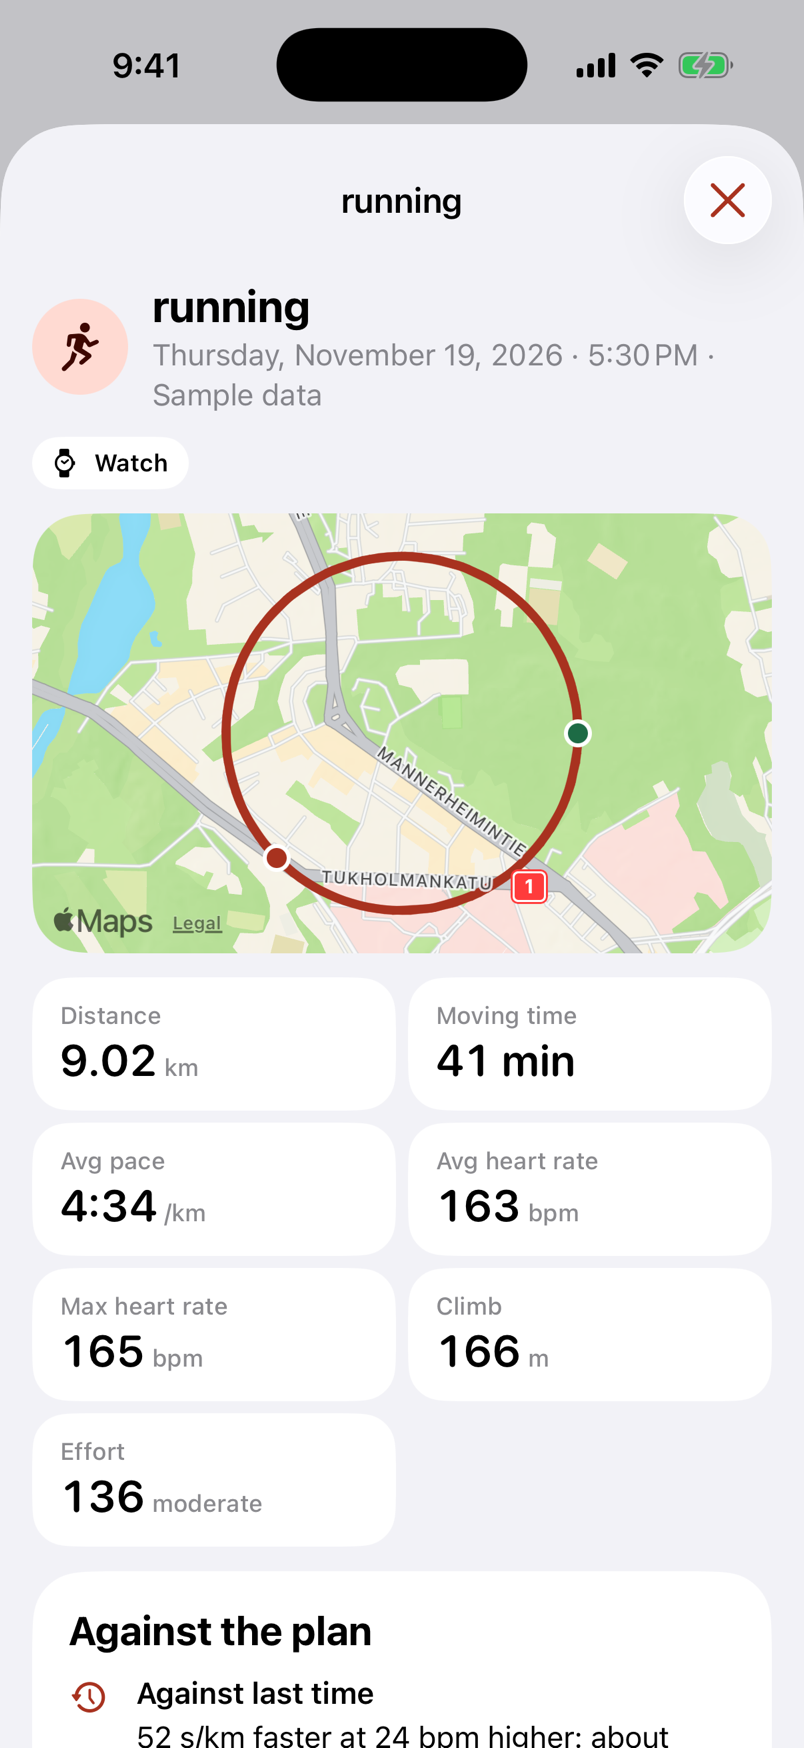 9:41
running
running
Thursday, November 19, 2026 · 5:30 PM ·
Sample data
Watch
MANNERHEIMINTIE
TUKHOLMANKATU
1
Maps Legal
Distance
9.02 km
Moving time
41 min
Avg pace
4:34 /km
Avg heart rate
163 bpm
Max heart rate
165 bpm
Climb
166 m
Effort
136 moderate
Against the plan
Against last time
52 s/km faster at 24 bpm higher: about